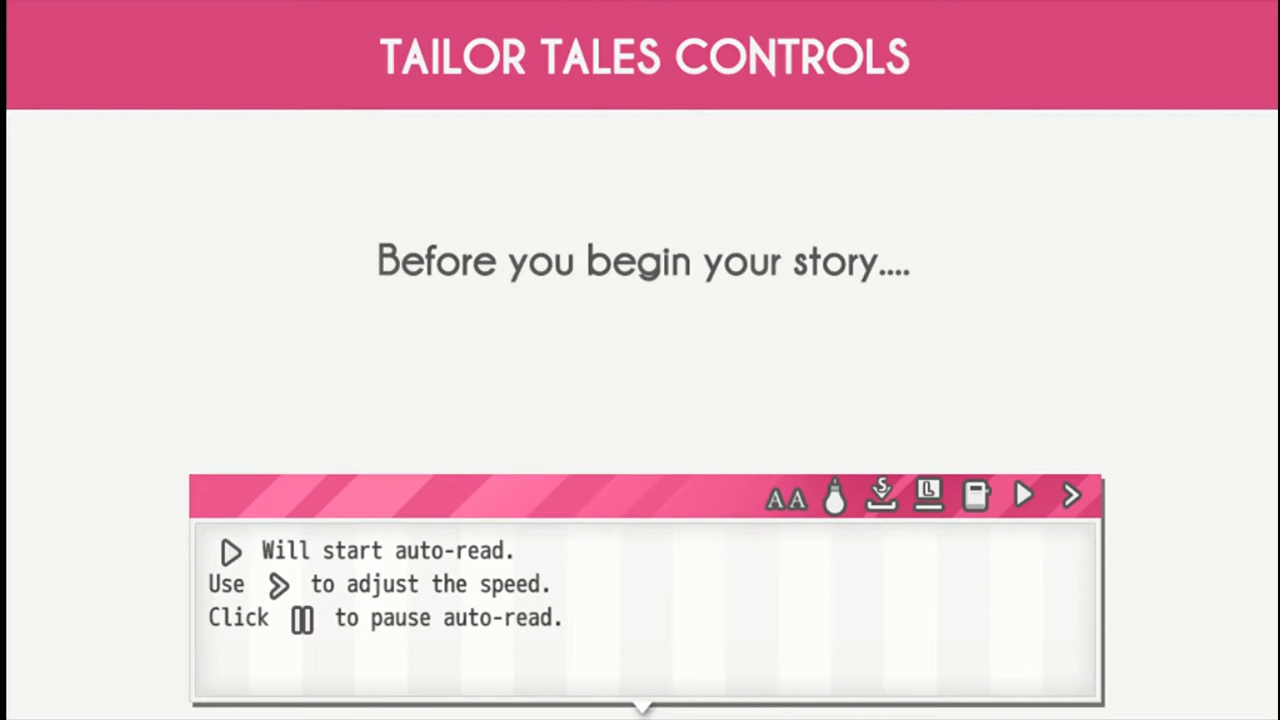 TAILOR TALES CONTROLS
Before you begin your story....
AA S L
Will start auto-read.
Use to adjust the speed.
Click to pause auto-read.